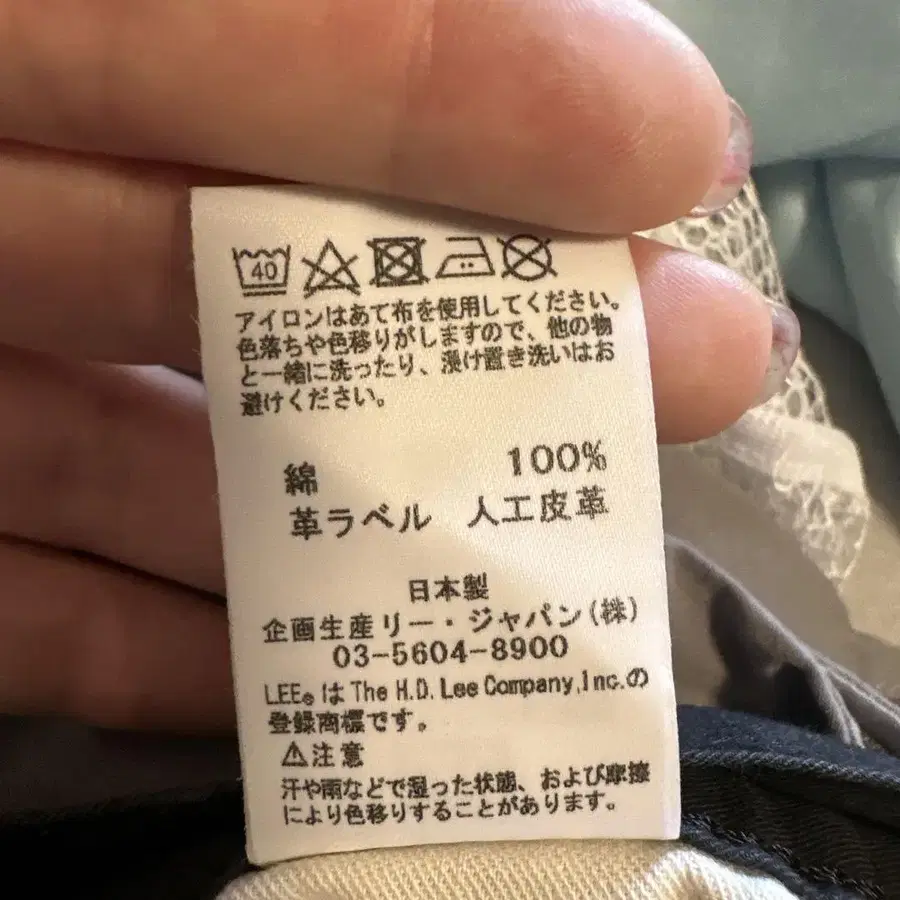 40
アイロンはあて布を使用してください。
色落ちや色移りがしますので、他の物
と一緒に洗ったり、浸け置き洗いはお
避けください。
綿 100%
革ラベル 人工皮革
日本製
企画生産リー・ジャパン(株)
03-5604-8900
LEE®は The H.D. Lee Company,Inc.の
登録商標です。
⚠注意
汗や雨などで湿った状態、および摩擦
により色移りすることがあります。